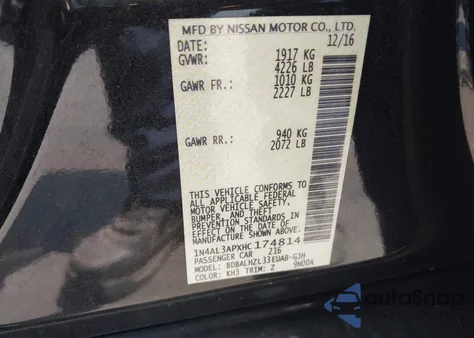 MFD BY NISSAN MOTOR CO., LTD.
DATE: 12/16
GVWR: 1917 KG
4226 LB
GAWR FR.: 1010 KG
2227 LB
GAWR RR.: 940 KG
2072 LB
THIS VEHICLE CONFORMS TO
ALL APPLICABLE FEDERAL
MOTOR VEHICLE SAFETY,
BUMPER, AND THEFT
PREVENTION STANDARDS IN
EFFECT ON THE DATE OF
MANUFACTURE SHOWN ABOVE.
1N4AL3APXHC174814
PASSENGER CAR 216
MODEL: BDBALHZL33EUAB-GJH
COLOR: KH3 TRIM: Z 9M00A
AutoSnap